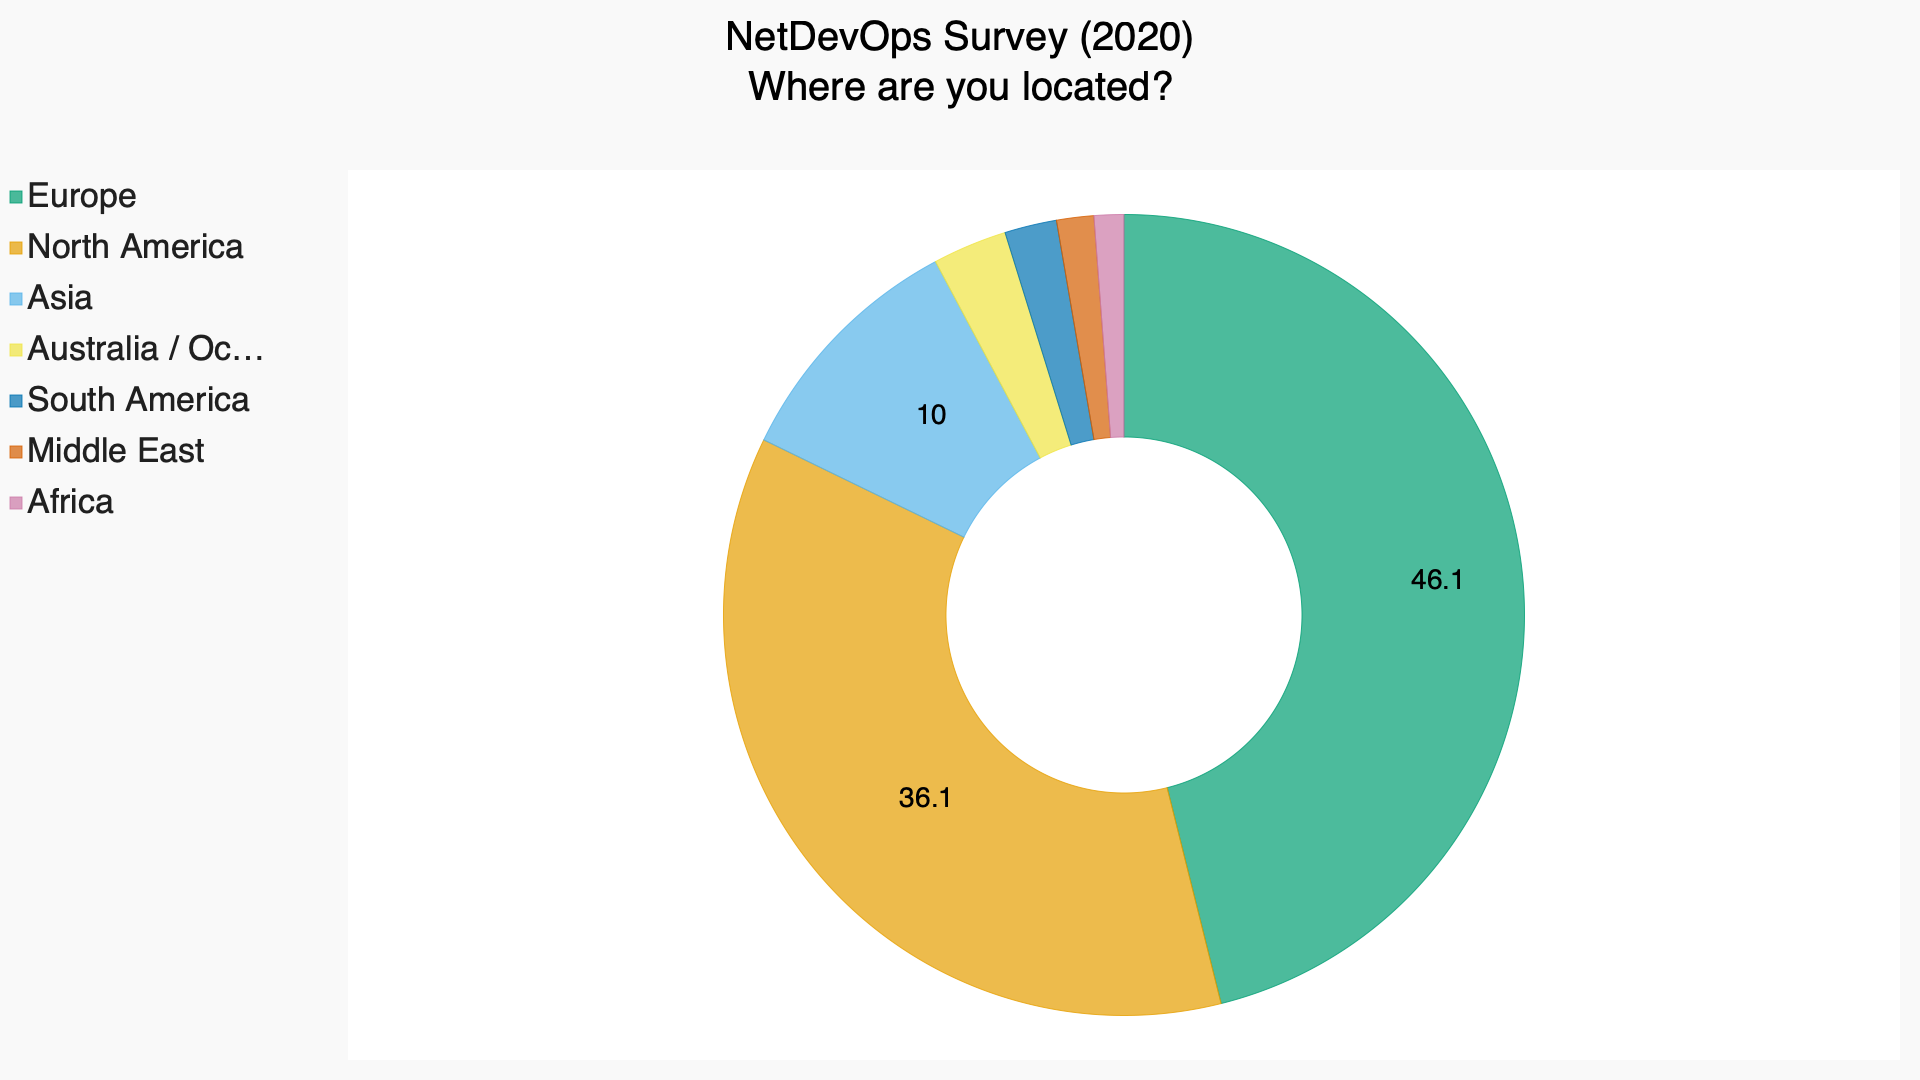 NetDevOps Survey (2020)
Where are you located?
Europe
North America
Asia
Australia / Oc...
South America
Middle East
Africa
10
46.1
36.1